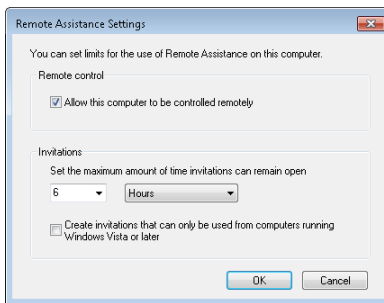 Remote Assistance Settings
You can set limits for the use of Remote Assistance on this computer.
Remote control
Allow this computer to be controlled remotely
Invitations
Set the maximum amount of time invitations can remain open
6 Hours
Create invitations that can only be used from computers running
Windows Vista or later
OK Cancel